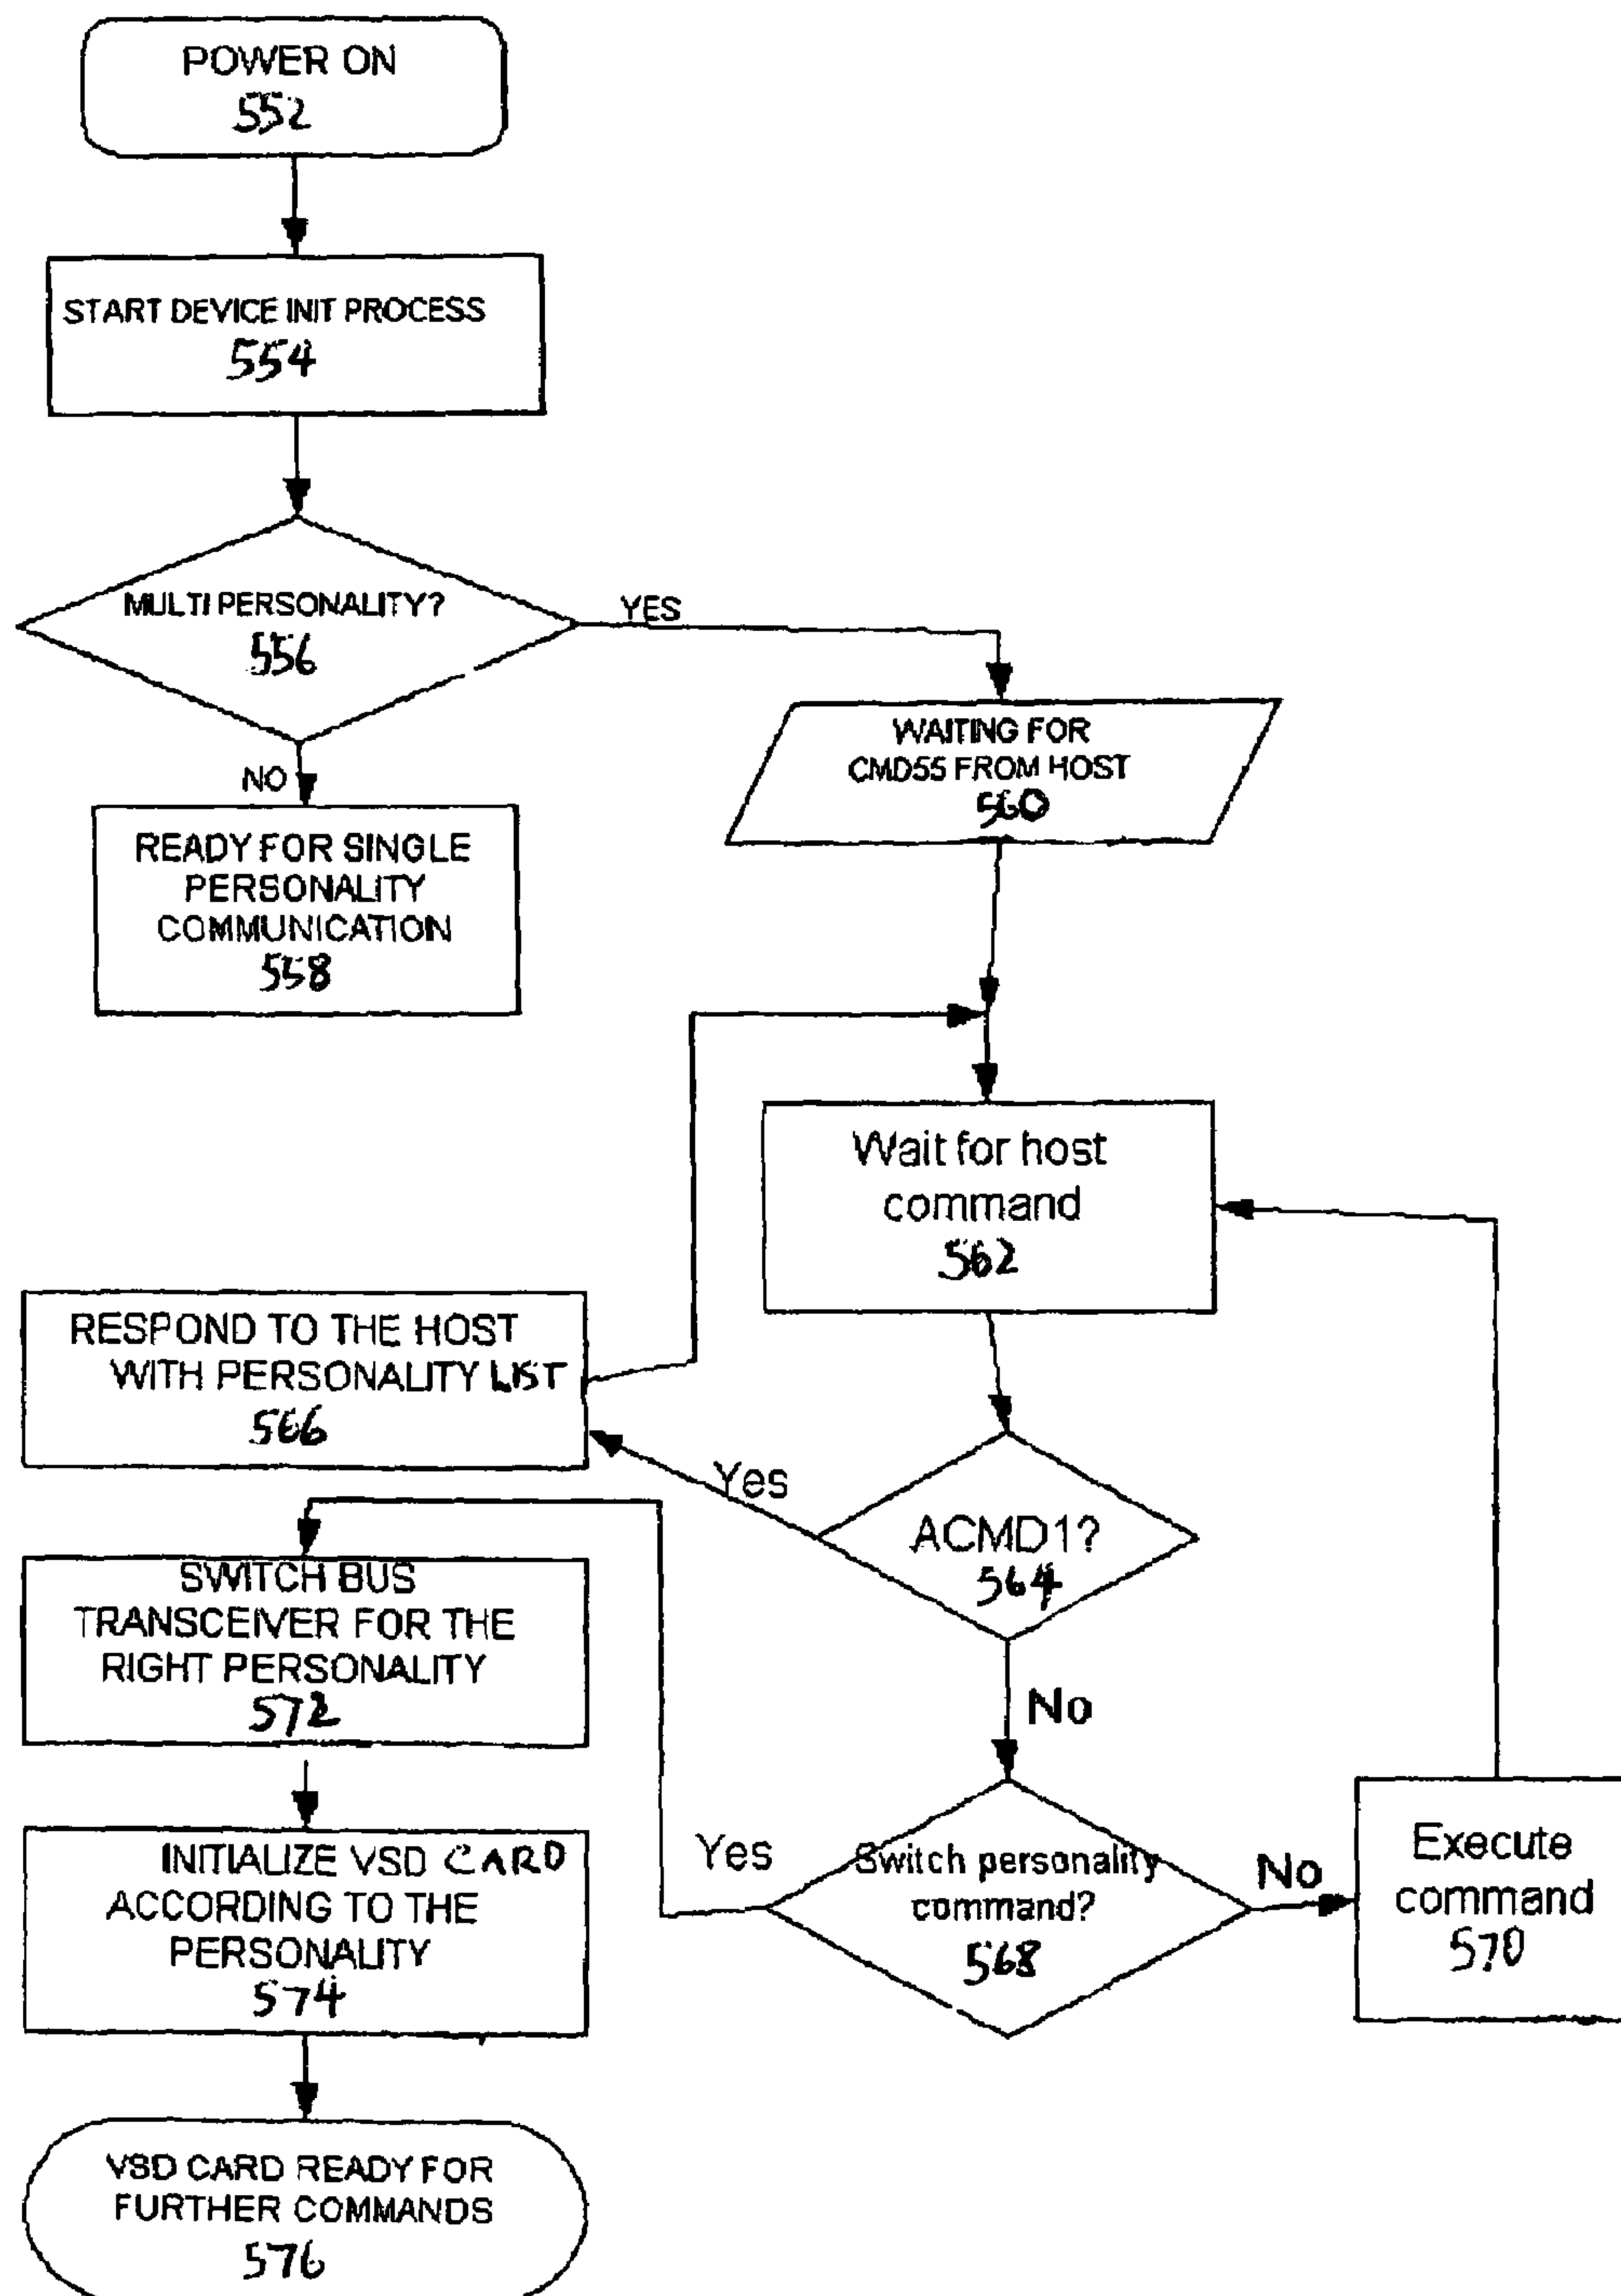 POWER ON
552
START DEVICE INIT PROCESS
554
MULTI PERSONALITY?
556
YES
NO
READY FOR SINGLE
PERSONALITY
COMMUNICATION
558
WAITING FOR
CMD55 FROM HOST
560
Wait for host
command
562
RESPOND TO THE HOST
WITH PERSONALITY LIST
566
Yes
ACMD1?
564
No
SWITCH BUS
TRANSCEIVER FOR THE
RIGHT PERSONALITY
572
INITIALIZE VSD CARD
ACCORDING TO THE
PERSONALITY
574
Yes
Switch personality
command?
568
No
Execute
command
570
VSD CARD READY FOR
FURTHER COMMANDS
576